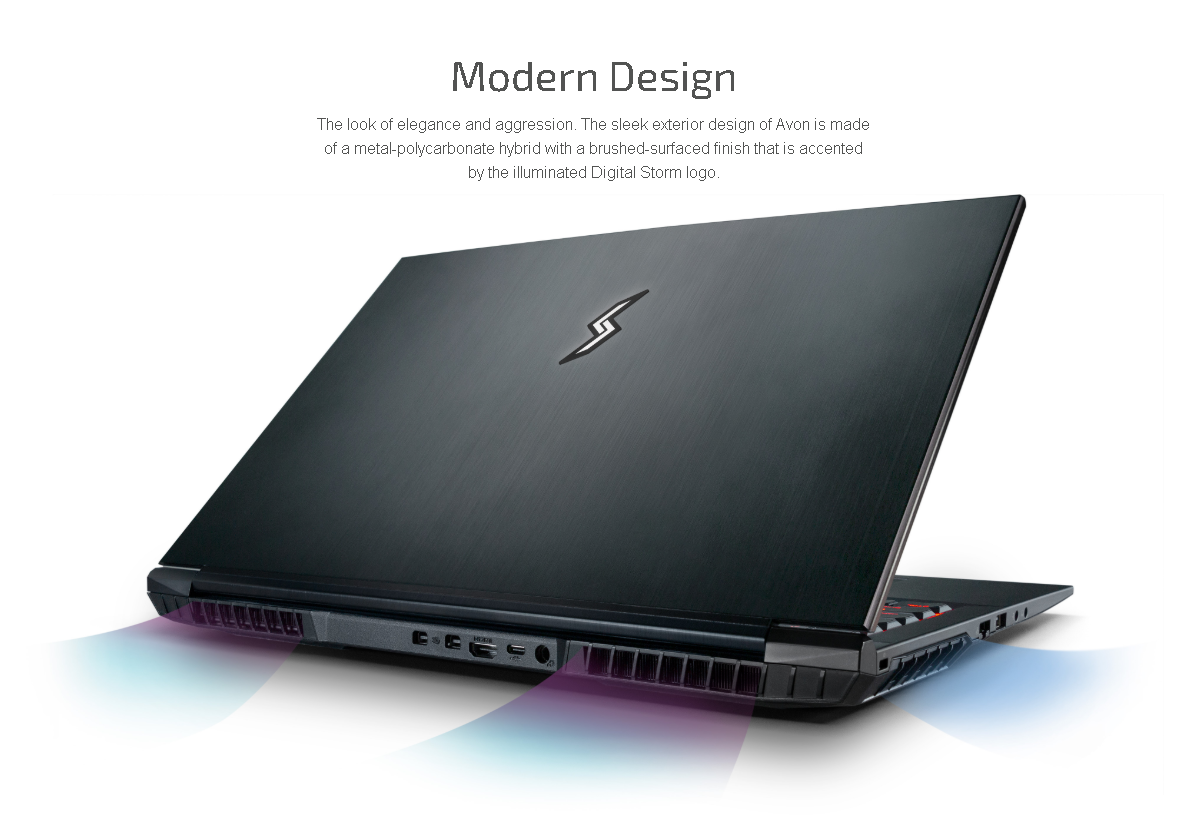 Modern Design
The look of elegance and aggression. The sleek exterior design of Avon is made
of a metal-polycarbonate hybrid with a brushed-surfaced finish that is accented
by the illuminated Digital Storm logo.
HDMI